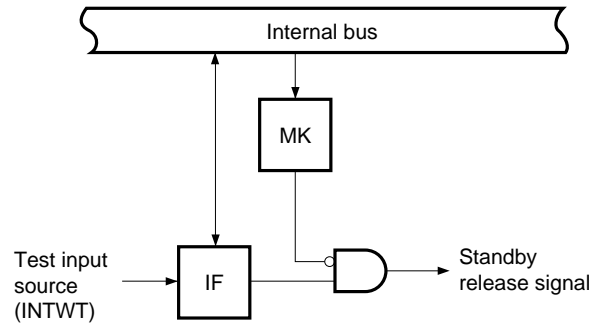 Internal bus
MK
Test input
source
(INTWT)
IF
Standby
release signal